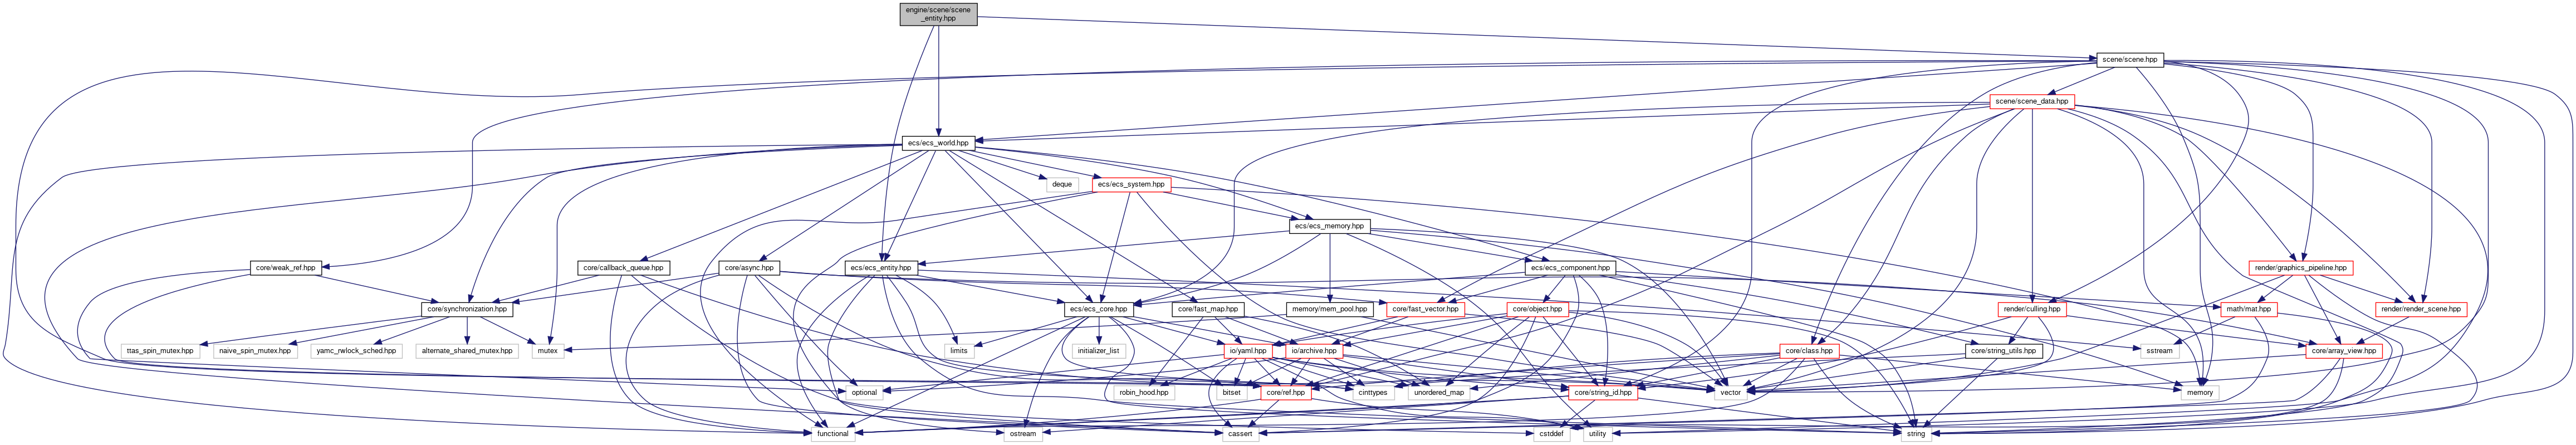 engine/scene/scene
_entity.hpp
scene/scene.hpp
scene/scene_data.hpp
ecs/ecs_world.hpp
deque
ecs/ecs_system.hpp
ecs/ecs_memory.hpp
core/weak_ref.hpp
core/callback_queue.hpp
core/async.hpp
ecs/ecs_entity.hpp
ecs/ecs_component.hpp
render/graphics_pipeline.hpp
core/synchronization.hpp
ecs/ecs_core.hpp
core/fast_map.hpp
memory/mem_pool.hpp
core/fast_vector.hpp
core/object.hpp
render/culling.hpp
math/mat.hpp
render/render_scene.hpp
ttas_spin_mutex.hpp
naive_spin_mutex.hpp
yamc_rwlock_sched.hpp
alternate_shared_mutex.hpp
mutex
limits
initializer_list
io/yaml.hpp
io/archive.hpp
core/class.hpp
core/string_utils.hpp
sstream
core/array_view.hpp
optional
robin_hood.hpp
bitset
core/ref.hpp
cinttypes
unordered_map
core/string_id.hpp
vector
memory
functional
ostream
cassert
cstddef
utility
string